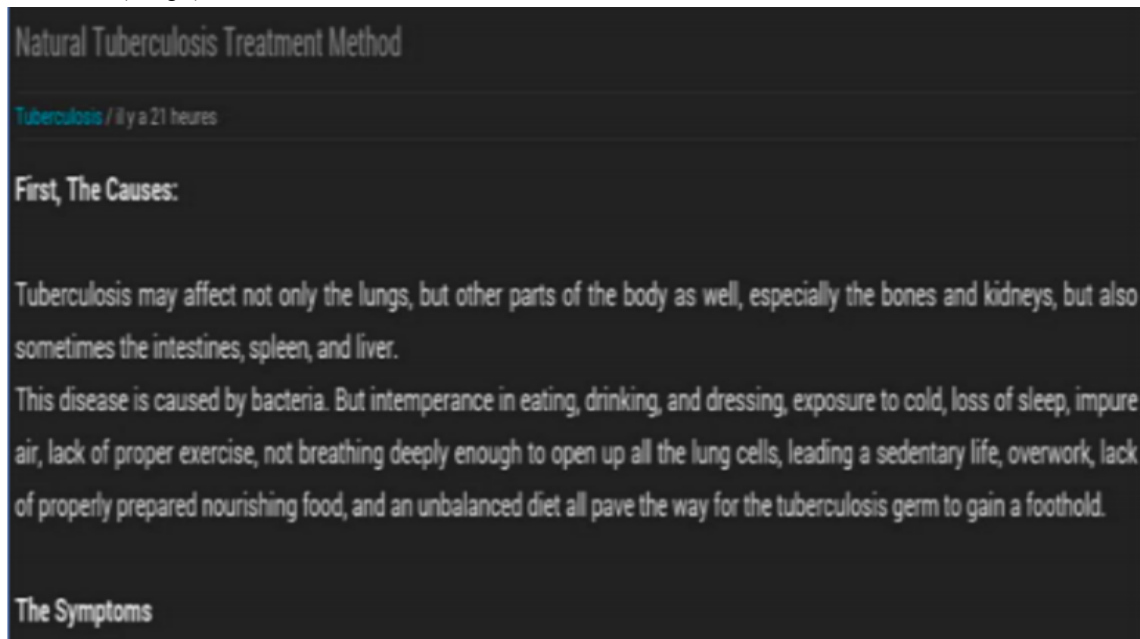 Natural Tuberculosis Treatment Method
Tuberculosis / il y a 21 heures
First, The Causes:
Tuberculosis may affect not only the lungs, but other parts of the body as well, especially the bones and kidneys, but also
sometimes the intestines, spleen, and liver.
This disease is caused by bacteria. But intemperance in eating, drinking, and dressing, exposure to cold, loss of sleep, impure
air, lack of proper exercise, not breathing deeply enough to open up all the lung cells, leading a sedentary life, overwork, lack
of properly prepared nourishing food, and an unbalanced diet all pave the way for the tuberculosis germ to gain a foothold.
The Symptoms